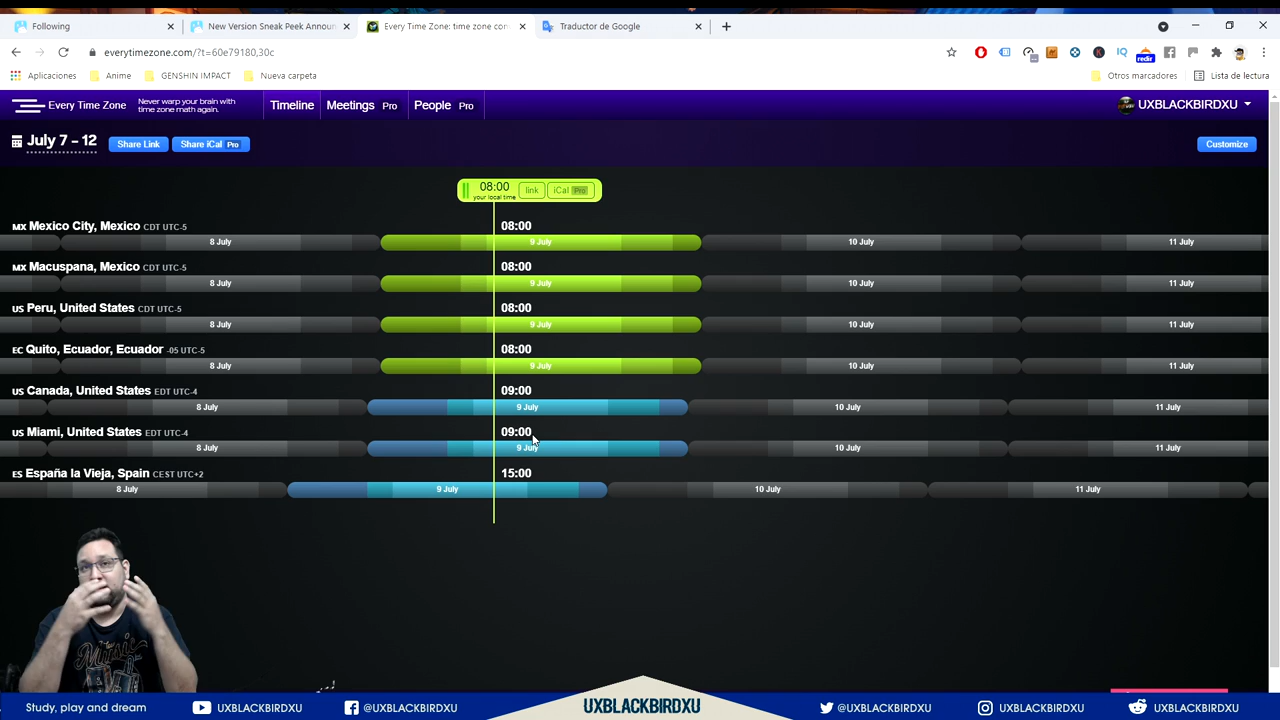 Following
New Version Sneak Peek Announ
Every Time Zone: time zone con
Traductor de Google
everytimezone.com/?t=60e79180,30c
IQ
redir
Aplicaciones
Anime
GENSHIN IMPACT
Nueva carpeta
Otros marcadores
Lista de lectura
Every Time Zone
Never warp your brain with
time zone math again.
Timeline
Meetings Pro
People Pro
UXBLACKBIRDXU
July 7 – 12
Share Link
Share iCal Pro
Customize
08:00
your local time
link
iCal Pro
MX Mexico City, Mexico CDT UTC-5
08:00
8 July
9 July
10 July
11 July
MX Macuspana, Mexico CDT UTC-5
08:00
8 July
9 July
10 July
11 July
US Peru, United States CDT UTC-5
08:00
8 July
9 July
10 July
11 July
EC Quito, Ecuador, Ecuador -05 UTC-5
08:00
8 July
9 July
10 July
11 July
US Canada, United States EDT UTC-4
09:00
8 July
9 July
10 July
11 July
US Miami, United States EDT UTC-4
09:00
8 July
9 July
10 July
11 July
ES España la Vieja, Spain CEST UTC+2
15:00
8 July
9 July
10 July
11 July
Music
Study, play and dream
UXBLACKBIRDXU
@UXBLACKBIRDXU
UXBLACKBIRDXU
@UXBLACKBIRDXU
UXBLACKBIRDXU
UXBLACKBIRDXU